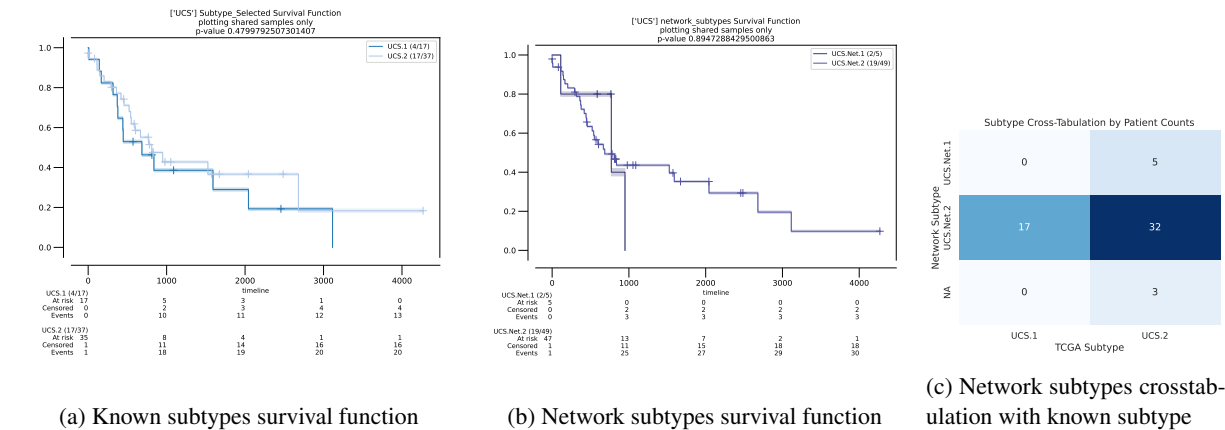 ['UCS'] Subtype_Selected Survival Function
plotting shared samples only
p-value 0.4799792507301407
UCS.1 (4/17)
UCS.2 (17/37)
1.0
0.8
0.6
0.4
0.2
0.0
0 1000 2000 3000 4000
timeline
UCS.1 (4/17)
At risk 17 5 3 1 0
Censored 0 2 3 4 4
Events 0 10 11 12 13
UCS.2 (17/37)
At risk 35 8 4 1 1
Censored 1 11 14 16 16
Events 1 18 19 20 20
(a) Known subtypes survival function
['UCS'] network_subtypes Survival Function
plotting shared samples only
p-value 0.8947288429500863
UCS.Net.1 (2/5)
UCS.Net.2 (19/49)
1.0
0.8
0.6
0.4
0.2
0.0
0 1000 2000 3000 4000
timeline
UCS.Net.1 (2/5)
At risk 5 0 0 0 0
Censored 0 2 2 2 2
Events 0 3 3 3 3
UCS.Net.2 (19/49)
At risk 47 13 7 2 1
Censored 1 11 15 18 18
Events 1 25 27 29 30
(b) Network subtypes survival function
Subtype Cross-Tabulation by Patient Counts
Network Subtype
UCS.Net.1
0 5
UCS.Net.2
17 32
NA
0 3
UCS.1 UCS.2
TCGA Subtype
(c) Network subtypes crosstab-
ulation with known subtype